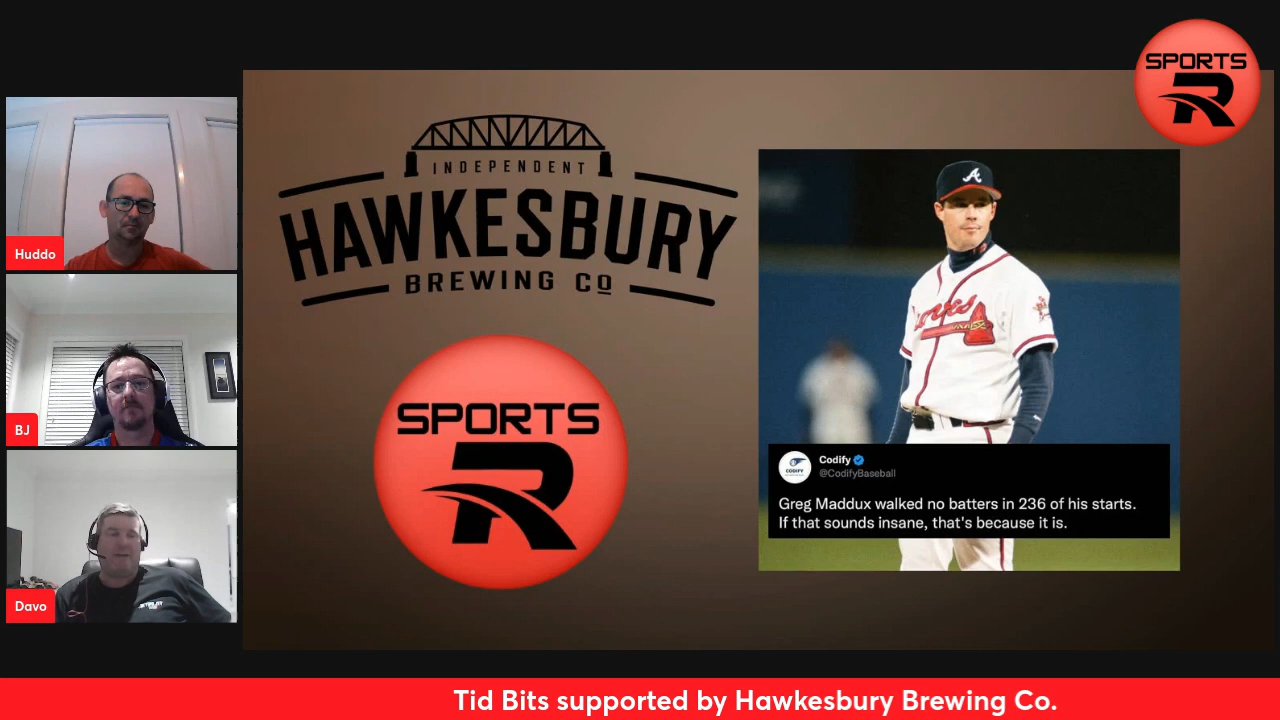 SPORTS
R
INDEPENDENT
HAWKESBURY
BREWING Co
Huddo
BJ
Davo
SPORTS
R
A
Codify
@CodifyBaseball
CODIFY
Greg Maddux walked no batters in 236 of his starts.
If that sounds insane, that's because it is.
Tid Bits supported by Hawkesbury Brewing Co.